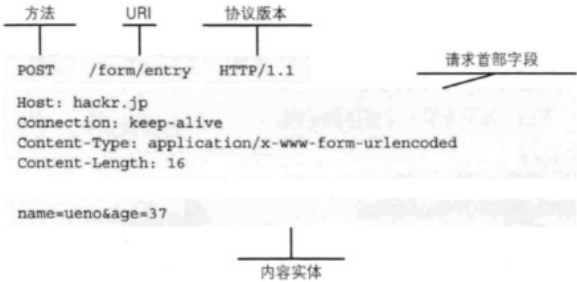 方法 URI 协议版本
请求首部字段
POST /form/entry HTTP/1.1
Host: hackr.jp
Connection: keep-alive
Content-Type: application/x-www-form-urlencoded
Content-Length: 16
name=ueno&age=37
内容实体